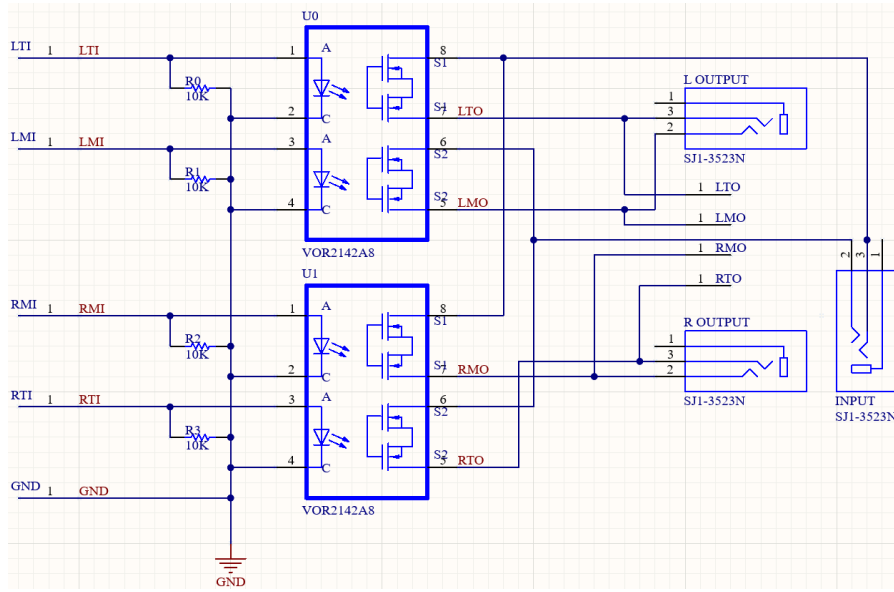 U0
LTI 1 LTI
1 A 8 S1
R0
10K
2 C S1 7 LTO
LMI 1 LMI
3 A 6 S2
R1
10K
4 C S2 5 LMO
VOR2142A8
L OUTPUT
1
3
2
SJ1-3523N
1 LTO
1 LMO
1 RMO
1 RTO
U1
RMI 1 RMI
1 A 8 S1
R2
10K
2 C S1 7 RMO
RTI 1 RTI
3 A 6 S2
R3
10K
4 C S2 5 RTO
VOR2142A8
GND 1 GND
GND
R OUTPUT
1
3
2
SJ1-3523N
2 3 1
INPUT
SJ1-3523N